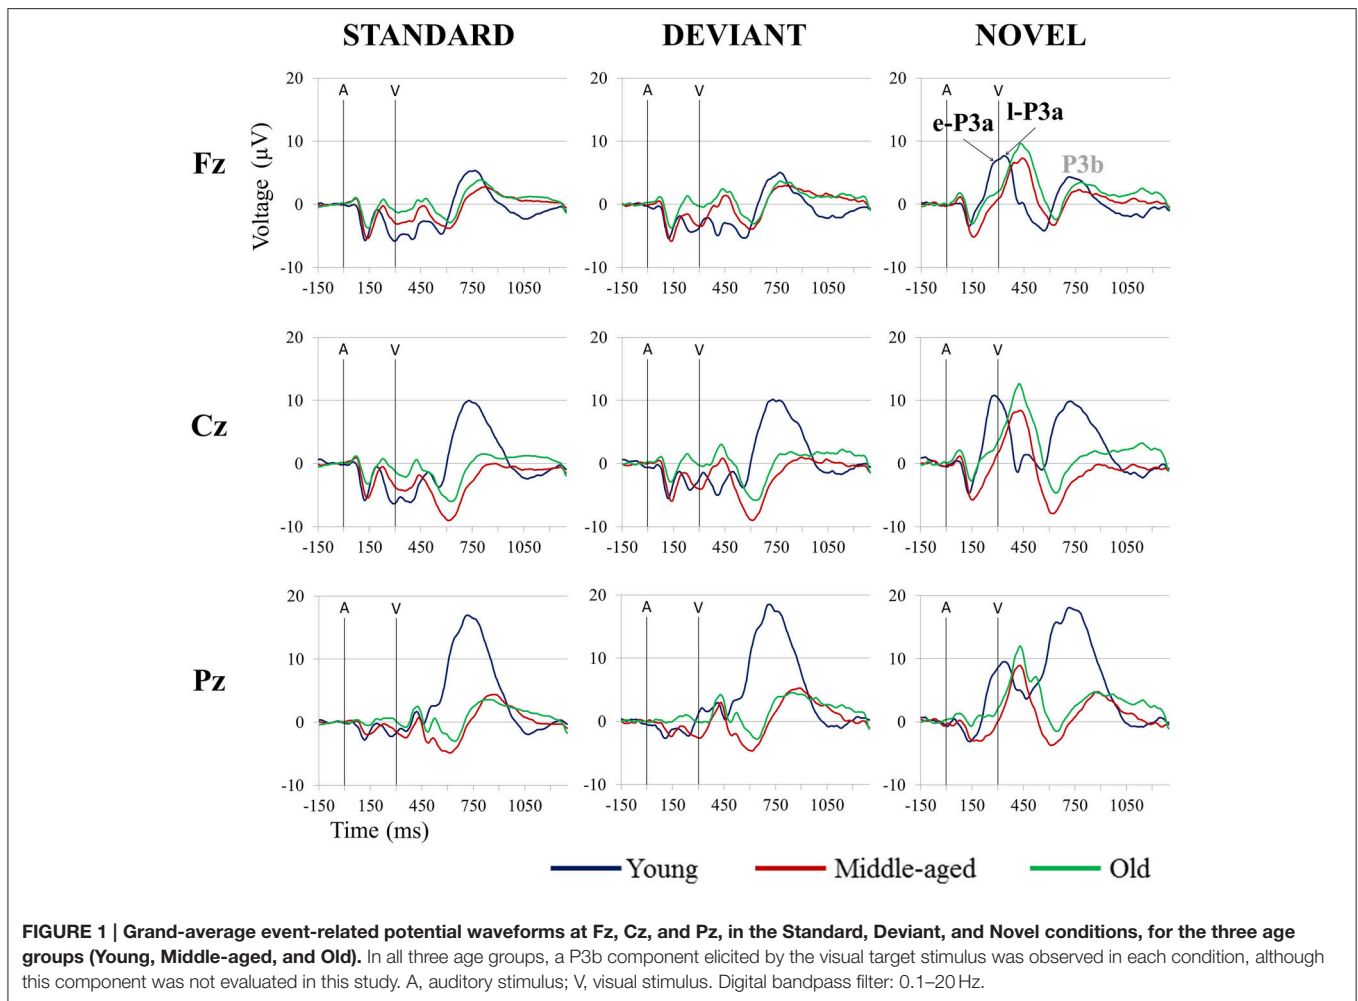 STANDARD DEVIANT NOVEL
20 20 20
A V A V A V
e-P3a l-P3a
10 10 10
Fz P3b
Voltage (µV)
0 0 0
-10 -10 -10
-150 150 450 750 1050 -150 150 450 750 1050 -150 150 450 750 1050
20 20 20
A V A V A V
10 10 10
Cz
0 0 0
-10 -10 -10
-150 150 450 750 1050 -150 150 450 750 1050 -150 150 450 750 1050
20 20 20
A V A V A V
10 10 10
Pz
0 0 0
-10 -10 -10
-150 150 450 750 1050 -150 150 450 750 1050 -150 150 450 750 1050
Time (ms)
Young Middle-aged Old
FIGURE 1 | Grand-average event-related potential waveforms at Fz, Cz, and Pz, in the Standard, Deviant, and Novel conditions, for the three age
groups (Young, Middle-aged, and Old). In all three age groups, a P3b component elicited by the visual target stimulus was observed in each condition, although
this component was not evaluated in this study. A, auditory stimulus; V, visual stimulus. Digital bandpass filter: 0.1–20 Hz.